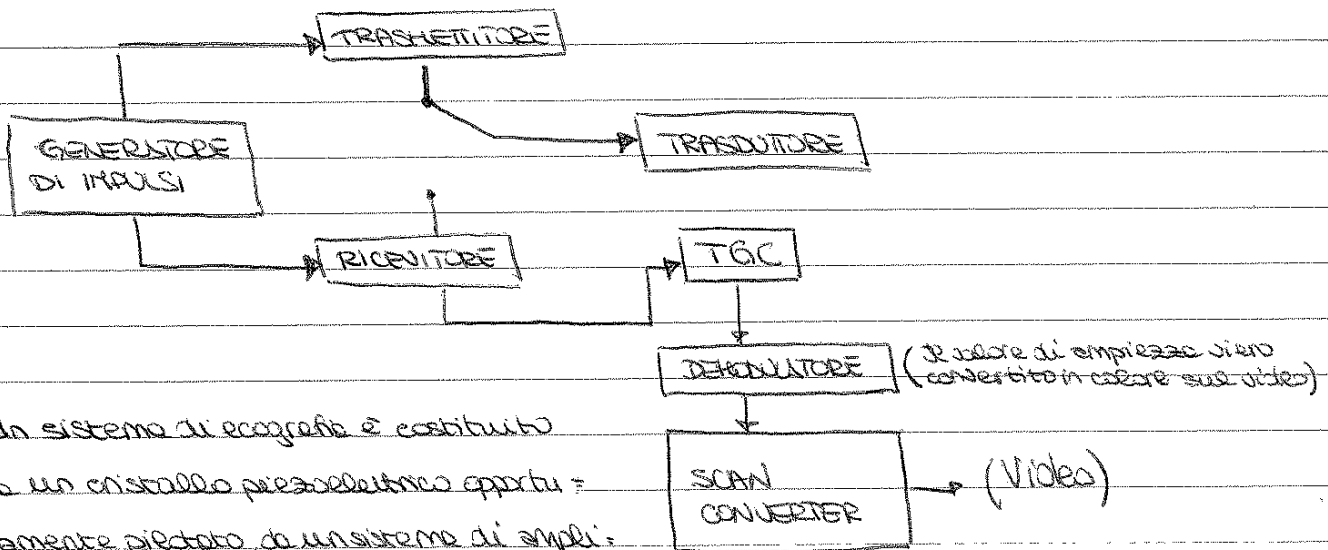 TRASMETTITORE
GENERATORE
DI IMPULSI
TRASDUTTORE
RICEVITORE
TGC
DEMODULATORE
(Il valore di ampiezza viene
convertito in colore sul video)
Un sistema di ecografia è costituito
da un cristallo piezoelettrico opportu=
namente pilotato da un sistema di ampli=
SCAN
CONVERTER
(Video)